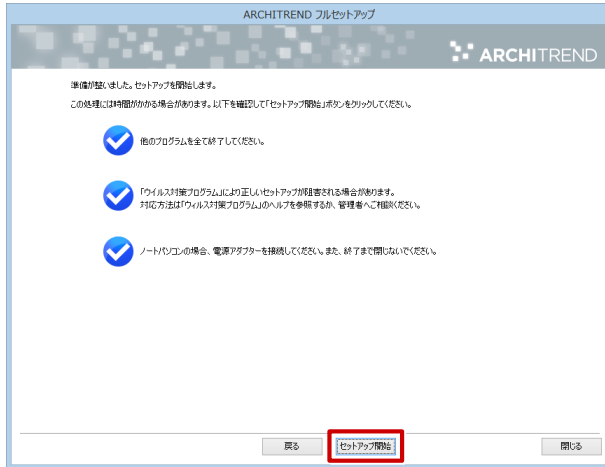 ARCHITREND フルセットアップ
ARCHITREND
準備が整いました。セットアップを開始します。
この処理には時間がかかる場合があります。以下を確認して「セットアップ開始」ボタンをクリックしてください。
他のプログラムを全て終了してください。
「ウイルス対策プログラム」により正しいセットアップが阻害される場合があります。
対応方法は「ウィルス対策プログラム」のヘルプを参照するか、管理者へご相談ください。
ノートパソコンの場合、電源アダプターを接続してください。また、終了まで閉じないでください。
戻る セットアップ開始 閉じる